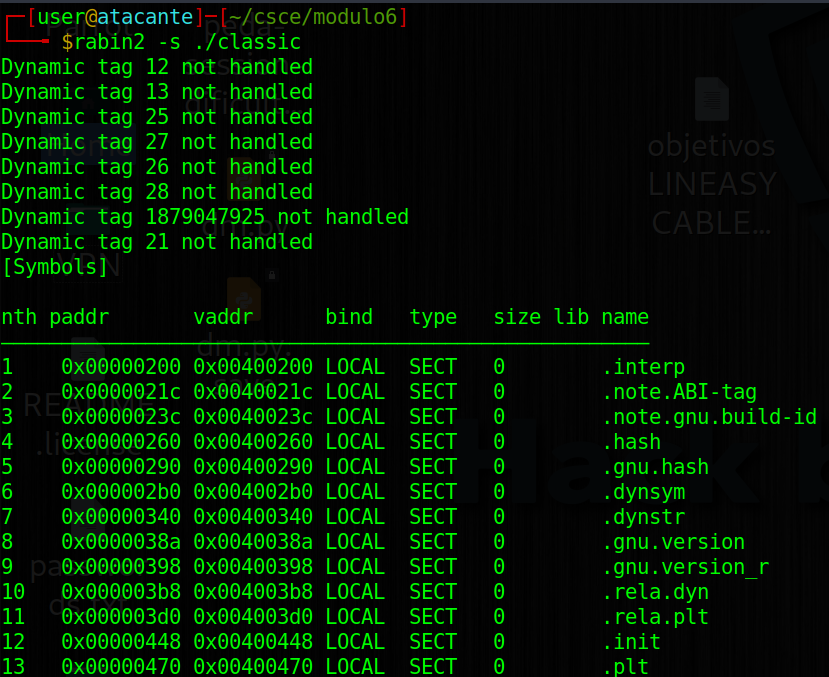 [user@atacante]─[~/csce/modulo6]
$rabin2 -s ./classic
Dynamic tag 12 not handled
Dynamic tag 13 not handled
Dynamic tag 25 not handled
Dynamic tag 27 not handled
Dynamic tag 26 not handled
Dynamic tag 28 not handled
Dynamic tag 1879047925 not handled
Dynamic tag 21 not handled
[Symbols]
nth paddr vaddr bind type size lib name
1 0x00000200 0x00400200 LOCAL SECT 0 .interp
2 0x0000021c 0x0040021c LOCAL SECT 0 .note.ABI-tag
3 0x0000023c 0x0040023c LOCAL SECT 0 .note.gnu.build-id
4 0x00000260 0x00400260 LOCAL SECT 0 .hash
5 0x00000290 0x00400290 LOCAL SECT 0 .gnu.hash
6 0x000002b0 0x004002b0 LOCAL SECT 0 .dynsym
7 0x00000340 0x00400340 LOCAL SECT 0 .dynstr
8 0x0000038a 0x0040038a LOCAL SECT 0 .gnu.version
9 0x00000398 0x00400398 LOCAL SECT 0 .gnu.version_r
10 0x000003b8 0x004003b8 LOCAL SECT 0 .rela.dyn
11 0x000003d0 0x004003d0 LOCAL SECT 0 .rela.plt
12 0x00000448 0x00400448 LOCAL SECT 0 .init
13 0x00000470 0x00400470 LOCAL SECT 0 .plt
objetivos
LINEASY
CABLE...
VPN
dm.py.